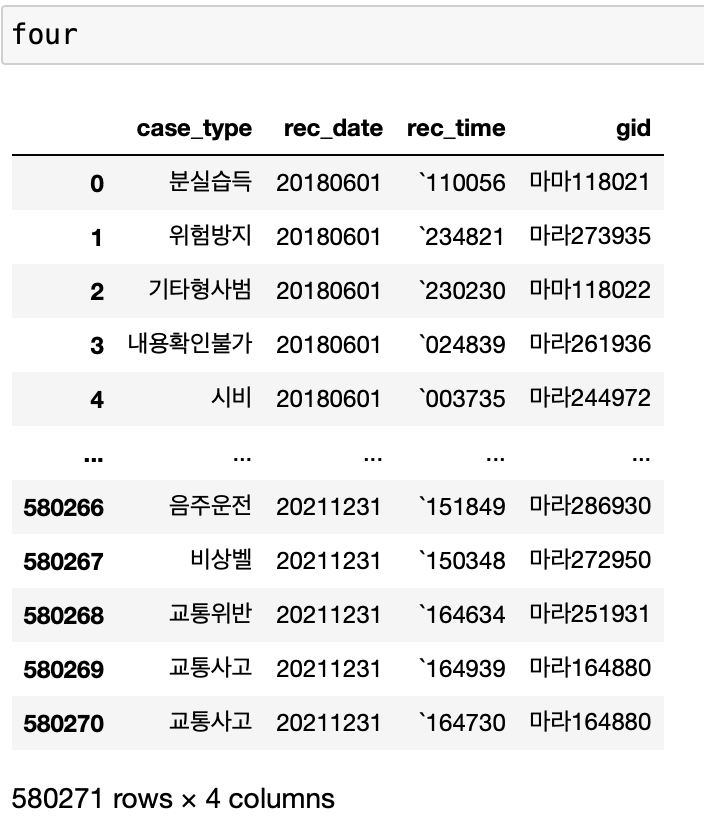 four
case_type rec_date rec_time gid
0 분실습득 20180601 `110056 마마118021
1 위험방지 20180601 `234821 마라273935
2 기타형사범 20180601 `230230 마마118022
3 내용확인불가 20180601 `024839 마라261936
4 시비 20180601 `003735 마라244972
... ... ... ... ...
580266 음주운전 20211231 `151849 마라286930
580267 비상벨 20211231 `150348 마라272950
580268 교통위반 20211231 `164634 마라251931
580269 교통사고 20211231 `164939 마라164880
580270 교통사고 20211231 `164730 마라164880
580271 rows × 4 columns